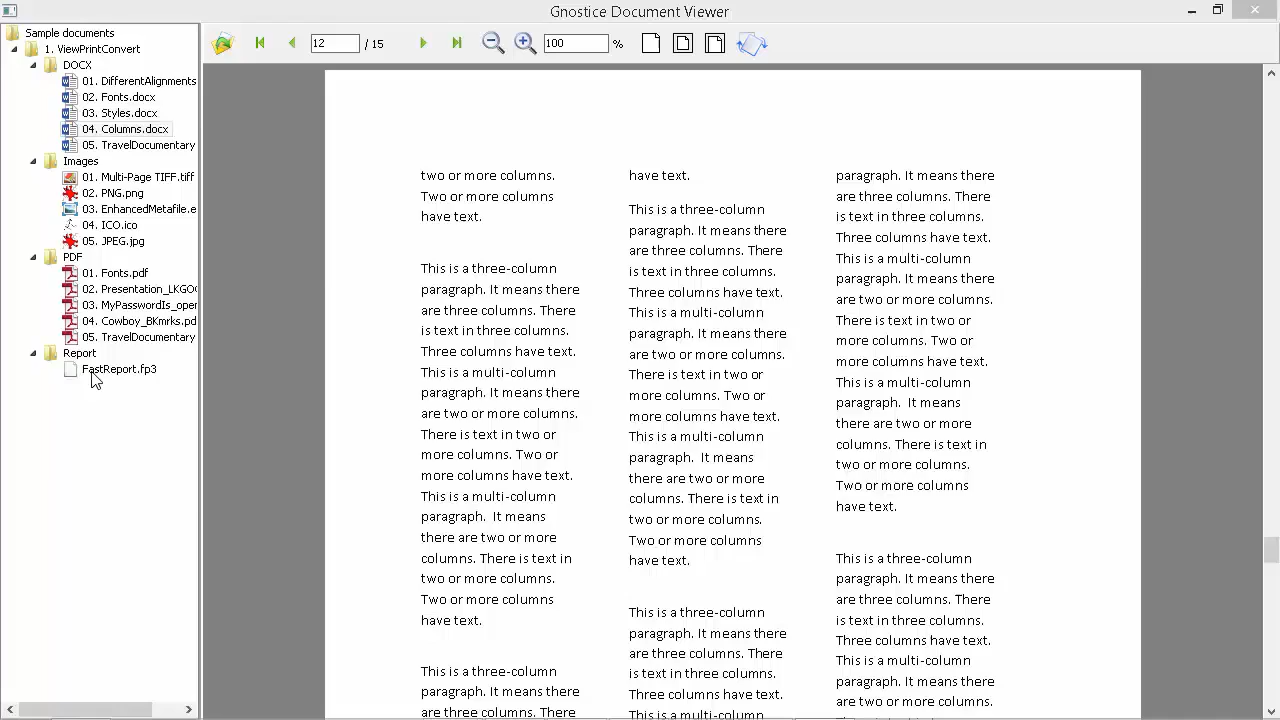 Gnostice Document Viewer
Sample documents
1. ViewPrintConvert
DOCX
01. DifferentAlignments
02. Fonts.docx
03. Styles.docx
04. Columns.docx
05. TravelDocumentary
Images
01. Multi-Page TIFF.tiff
02. PNG.png
03. EnhancedMetafile.e
04. ICO.ico
05. JPEG.jpg
PDF
01. Fonts.pdf
02. Presentation_LKGO
03. MyPasswordIs_open
04. Cowboy_BKmrks.pd
05. TravelDocumentary
Report
FastReport.fp3
12 / 15
100 %
two or more columns.
Two or more columns
have text.
This is a three-column
paragraph. It means there
are three columns. There
is text in three columns.
Three columns have text.
This is a multi-column
paragraph. It means there
are two or more columns.
There is text in two or
more columns. Two or
more columns have text.
This is a multi-column
paragraph.  It means
there are two or more
columns. There is text in
two or more columns.
Two or more columns
have text.
This is a three-column
paragraph. It means there
are three columns. There
have text.
This is a three-column
paragraph. It means there
are three columns. There
is text in three columns.
Three columns have text.
This is a multi-column
paragraph. It means there
are two or more columns.
There is text in two or
more columns. Two or
more columns have text.
This is a multi-column
paragraph.  It means
there are two or more
columns. There is text in
two or more columns.
Two or more columns
have text.
This is a three-column
paragraph. It means there
are three columns. There
is text in three columns.
Three columns have text.
This is a multi-column
paragraph. It means there
are three columns. There
is text in three columns.
Three columns have text.
This is a multi-column
paragraph. It means there
are two or more columns.
There is text in two or
more columns. Two or
more columns have text.
This is a multi-column
paragraph.  It means
there are two or more
columns. There is text in
two or more columns.
Two or more columns
have text.
This is a three-column
paragraph. It means there
are three columns. There
is text in three columns.
Three columns have text.
This is a multi-column
paragraph. It means there
are two or more columns.